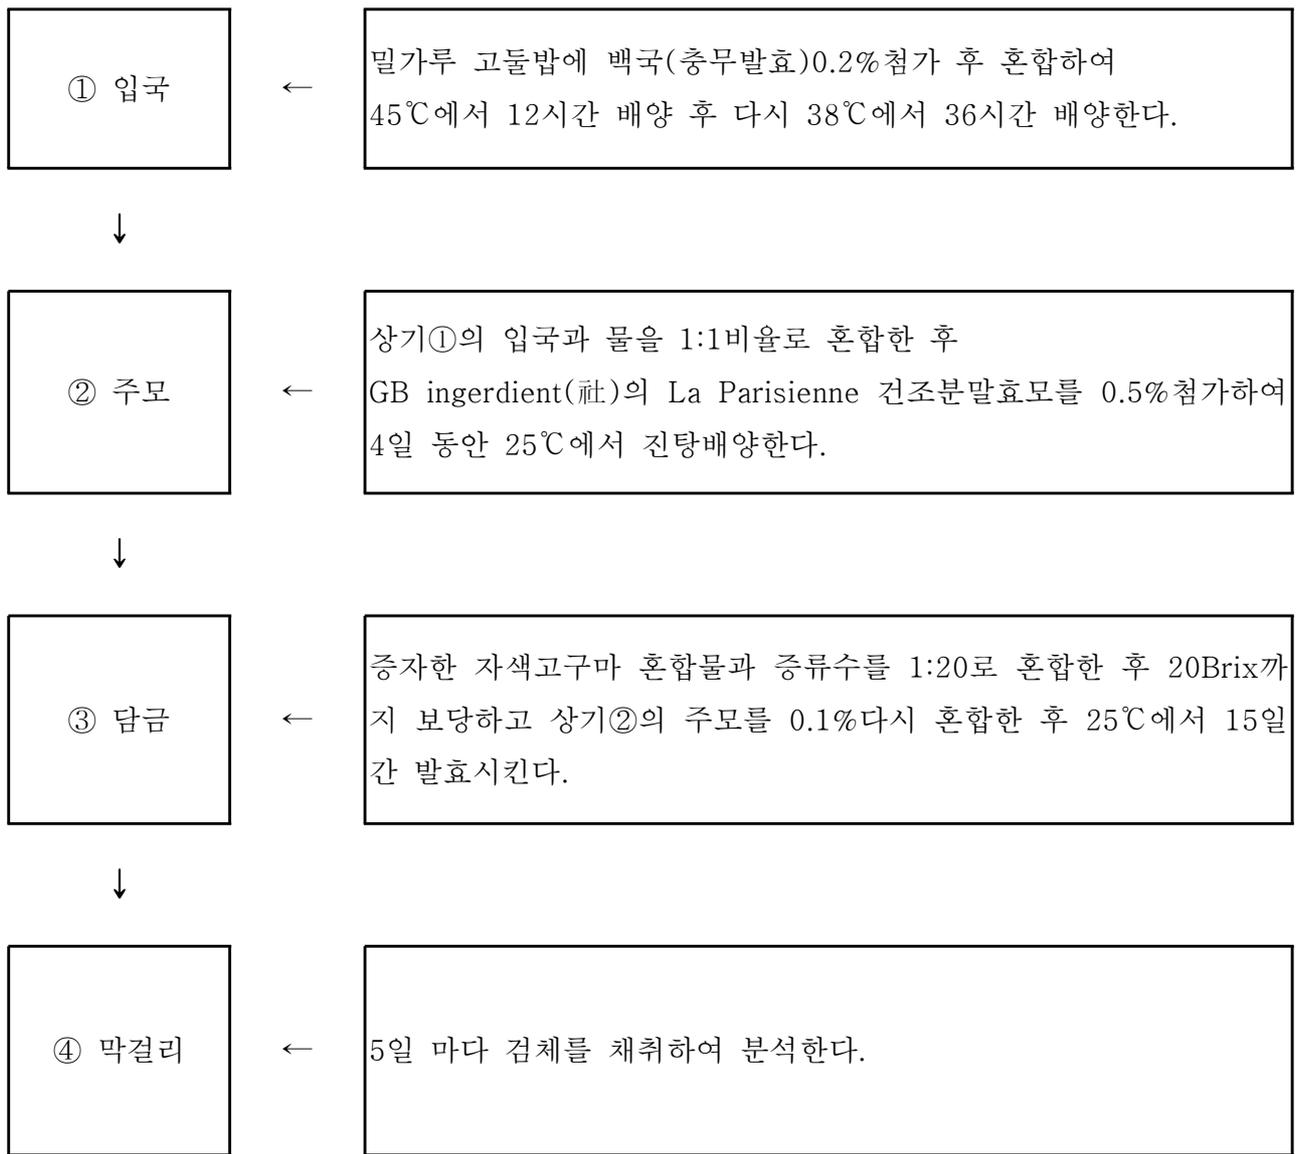 ① 입국
←
밀가루 고둘밥에 백국(충무발효)0.2%첨가 후 혼합하여
45℃에서 12시간 배양 후 다시 38℃에서 36시간 배양한다.
↓
② 주모
←
상기①의 입국과 물을 1:1비율로 혼합한 후
GB ingerdient(社)의 La Parisienne 건조분말효모를 0.5%첨가하여
4일 동안 25℃에서 진탕배양한다.
↓
③ 담금
←
증자한 자색고구마 혼합물과 증류수를 1:20로 혼합한 후 20Brix까
지 보당하고 상기②의 주모를 0.1%다시 혼합한 후 25℃에서 15일
간 발효시킨다.
↓
④ 막걸리
←
5일 마다 검체를 채취하여 분석한다.